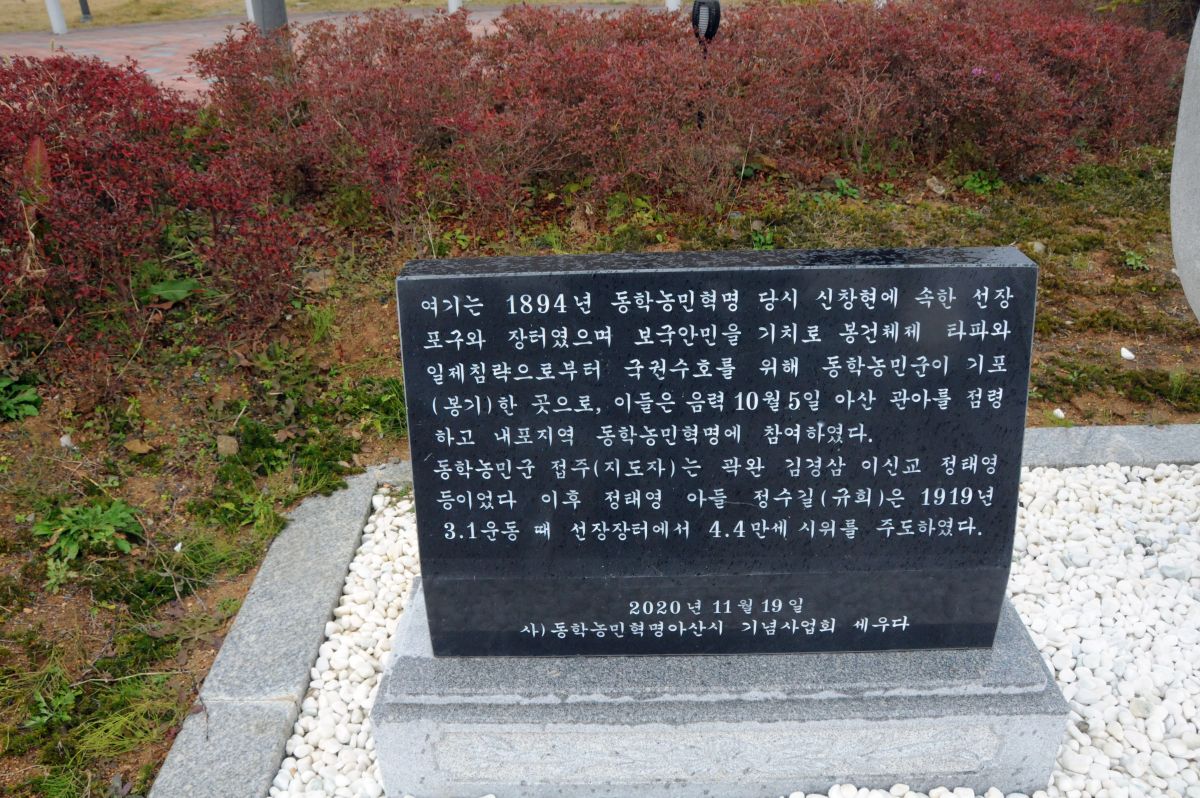 여기는 1894년 동학농민혁명 당시 신창현에 속한 선장
포구와 장터였으며 보국안민을 기치로 봉건체제 타파와
일제침략으로부터 국권수호를 위해 동학농민군이 기포
(봉기)한 곳으로, 이들은 음력 10월 5일 아산 관아를 점령
하고 내포지역 동학농민혁명에 참여하였다.
동학농민군 접주(지도자)는 곽완 김경삼 이신교 정태영
등이었다 이후 정태영 아들 정수길(규희)은 1919년
3.1운동 때 선장장터에서 4.4만세 시위를 주도하였다.
2020년 11월 19일
사)동학농민혁명아산시 기념사업회 세우다